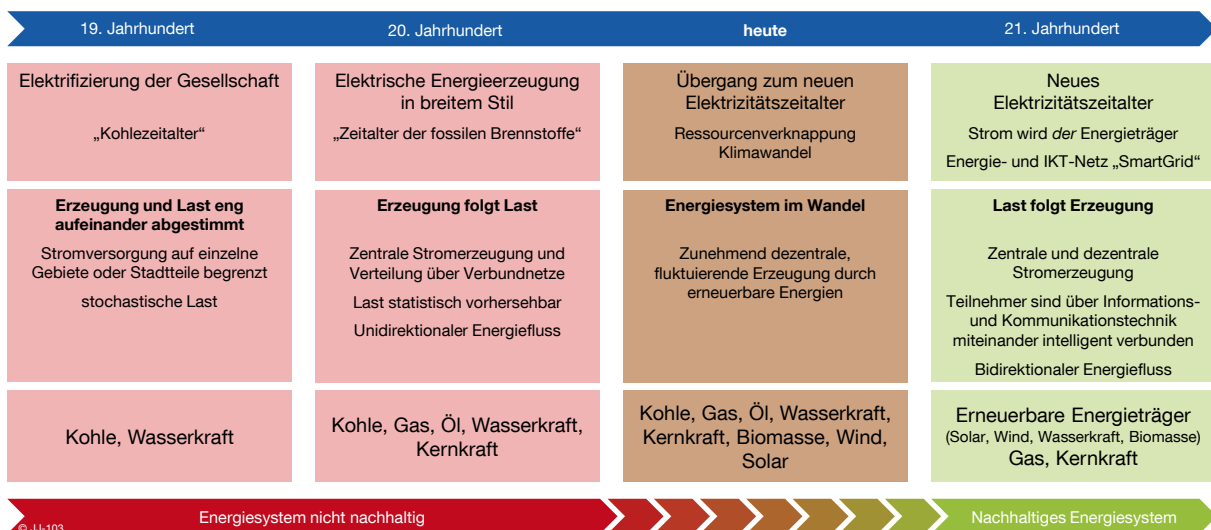 19. Jahrhundert
20. Jahrhundert
heute
21. Jahrhundert
Elektrifizierung der Gesellschaft
„Kohlezeitalter“
Elektrische Energieerzeugung
in breitem Stil
„Zeitalter der fossilen Brennstoffe“
Übergang zum neuen
Elektrizitätszeitalter
Ressourcenverknappung
Klimawandel
Neues
Elektrizitätszeitalter
Strom wird der Energieträger
Energie- und IKT-Netz „SmartGrid“
Erzeugung und Last eng
aufeinander abgestimmt
Stromversorgung auf einzelne
Gebiete oder Stadtteile begrenzt
stochastische Last
Erzeugung folgt Last
Zentrale Stromerzeugung und
Verteilung über Verbundnetze
Last statistisch vorhersehbar
Unidirektionaler Energiefluss
Energiesystem im Wandel
Zunehmend dezentrale,
fluktuierende Erzeugung durch
erneuerbare Energien
Last folgt Erzeugung
Zentrale und dezentrale
Stromerzeugung
Teilnehmer sind über Informations-
und Kommunikationstechnik
miteinander intelligent verbunden
Bidirektionaler Energiefluss
Kohle, Wasserkraft
Kohle, Gas, Öl, Wasserkraft,
Kernkraft
Kohle, Gas, Öl, Wasserkraft,
Kernkraft, Biomasse, Wind,
Solar
Erneuerbare Energieträger
(Solar, Wind, Wasserkraft, Biomasse)
Gas, Kernkraft
Energiesystem nicht nachhaltig
Nachhaltiges Energiesystem